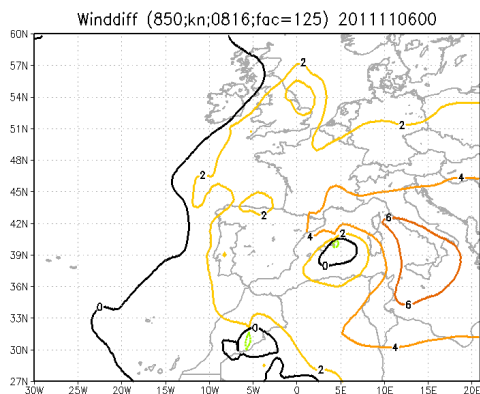 Winddiff (850;kn;0816;fac=125) 2011110600
60N
57N
2
54N
2
51N
48N
45N
2
4
42N
2
4
2
6
39N
0
36N
33N
0
6
0
30N
4
2
27N
30W 25W 20W 15W 10W 5W 0 5E 10E 15E 20E